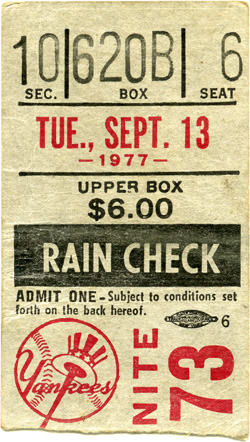 10 620B 6
SEC. BOX SEAT
TUE., SEPT. 13
—1977—
UPPER BOX
$6.00
RAIN CHECK
ADMIT ONE – Subject to conditions set
forth on the back hereof.
6
Yankees
NITE
73